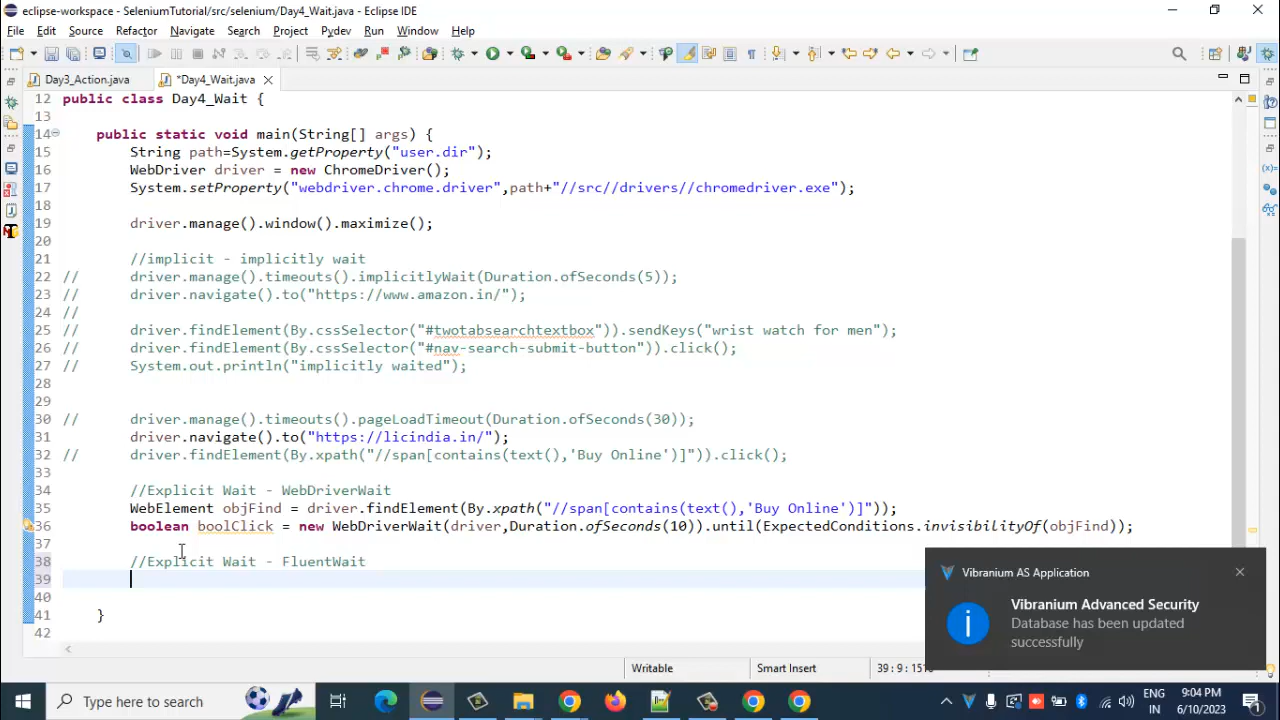 eclipse-workspace - SeleniumTutorial/src/selenium/Day4_Wait.java - Eclipse IDE
File Edit Source Refactor Navigate Search Project Pydev Run Window Help
Day3_Action.java *Day4_Wait.java
12 public class Day4_Wait {
13
14 public static void main(String[] args) {
15 String path=System.getProperty("user.dir");
16 WebDriver driver = new ChromeDriver();
17 System.setProperty("webdriver.chrome.driver",path+"//src//drivers//chromedriver.exe");
18
19 driver.manage().window().maximize();
20
21 //implicit - implicitly wait
22 // driver.manage().timeouts().implicitlyWait(Duration.ofSeconds(5));
23 // driver.navigate().to("https://www.amazon.in/");
24 //
25 // driver.findElement(By.cssSelector("#twotabsearchtextbox")).sendKeys("wrist watch for men");
26 // driver.findElement(By.cssSelector("#nav-search-submit-button")).click();
27 // System.out.println("implicitly waited");
28
29
30 // driver.manage().timeouts().pageLoadTimeout(Duration.ofSeconds(30));
31 driver.navigate().to("https://licindia.in/");
32 // driver.findElement(By.xpath("//span[contains(text(),'Buy Online')]")).click();
33
34 //Explicit Wait - WebDriverWait
35 WebElement objFind = driver.findElement(By.xpath("//span[contains(text(),'Buy Online')]"));
36 boolean boolClick = new WebDriverWait(driver,Duration.ofSeconds(10)).until(ExpectedConditions.invisibilityOf(objFind));
37
38 //Explicit Wait - FluentWait
39
40
41 }
42
Vibranium AS Application
Vibranium Advanced Security
Database has been updated
successfully
Writable Smart Insert 39 : 9 : 151
Type here to search
ENG
IN
9:04 PM
6/10/2023
1